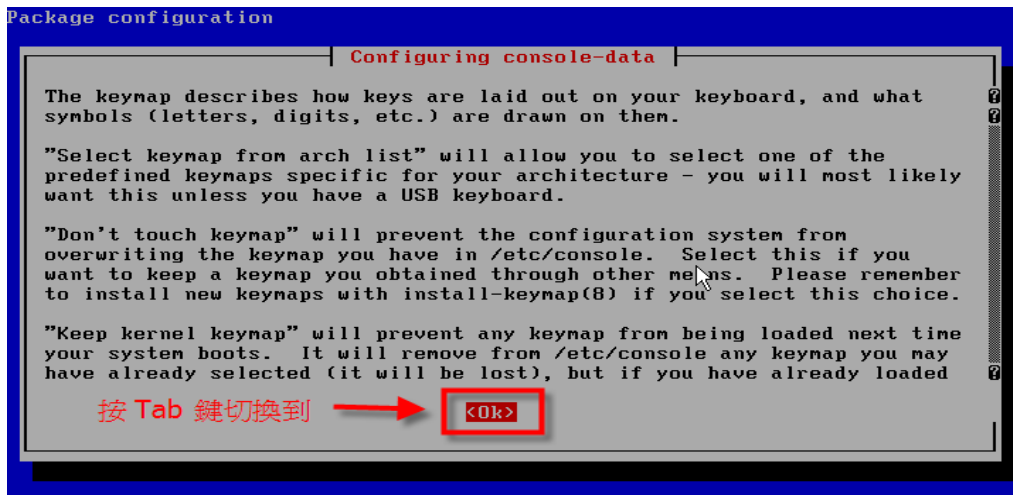 Package configuration
Configuring console-data
The keymap describes how keys are laid out on your keyboard, and what
symbols (letters, digits, etc.) are drawn on them.
"Select keymap from arch list" will allow you to select one of the
predefined keymaps specific for your architecture - you will most likely
want this unless you have a USB keyboard.
"Don't touch keymap" will prevent the configuration system from
overwriting the keymap you have in /etc/console.  Select this if you
want to keep a keymap you obtained through other means.  Please remember
to install new keymaps with install-keymap(8) if you select this choice.
"Keep kernel keymap" will prevent any keymap from being loaded next time
your system boots.  It will remove from /etc/console any keymap you may
have already selected (it will be lost), but if you have already loaded
按 Tab 鍵切換到 <Ok>